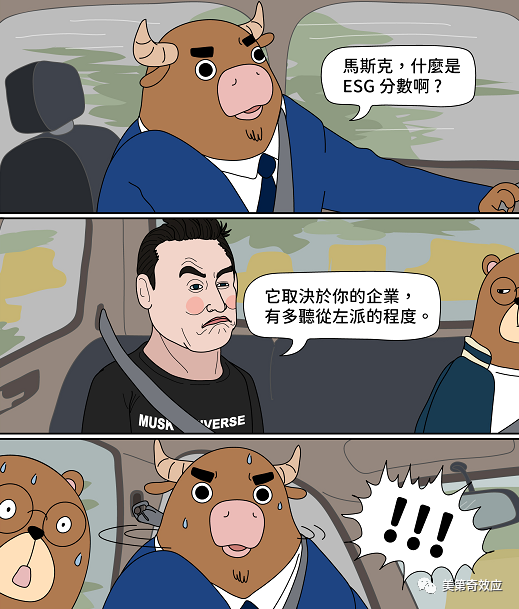 馬斯克，什麼是
ESG 分數啊？
它取決於你的企業，
有多聽從左派的程度。
MUSK
VERSE
!!!
美第奇效应